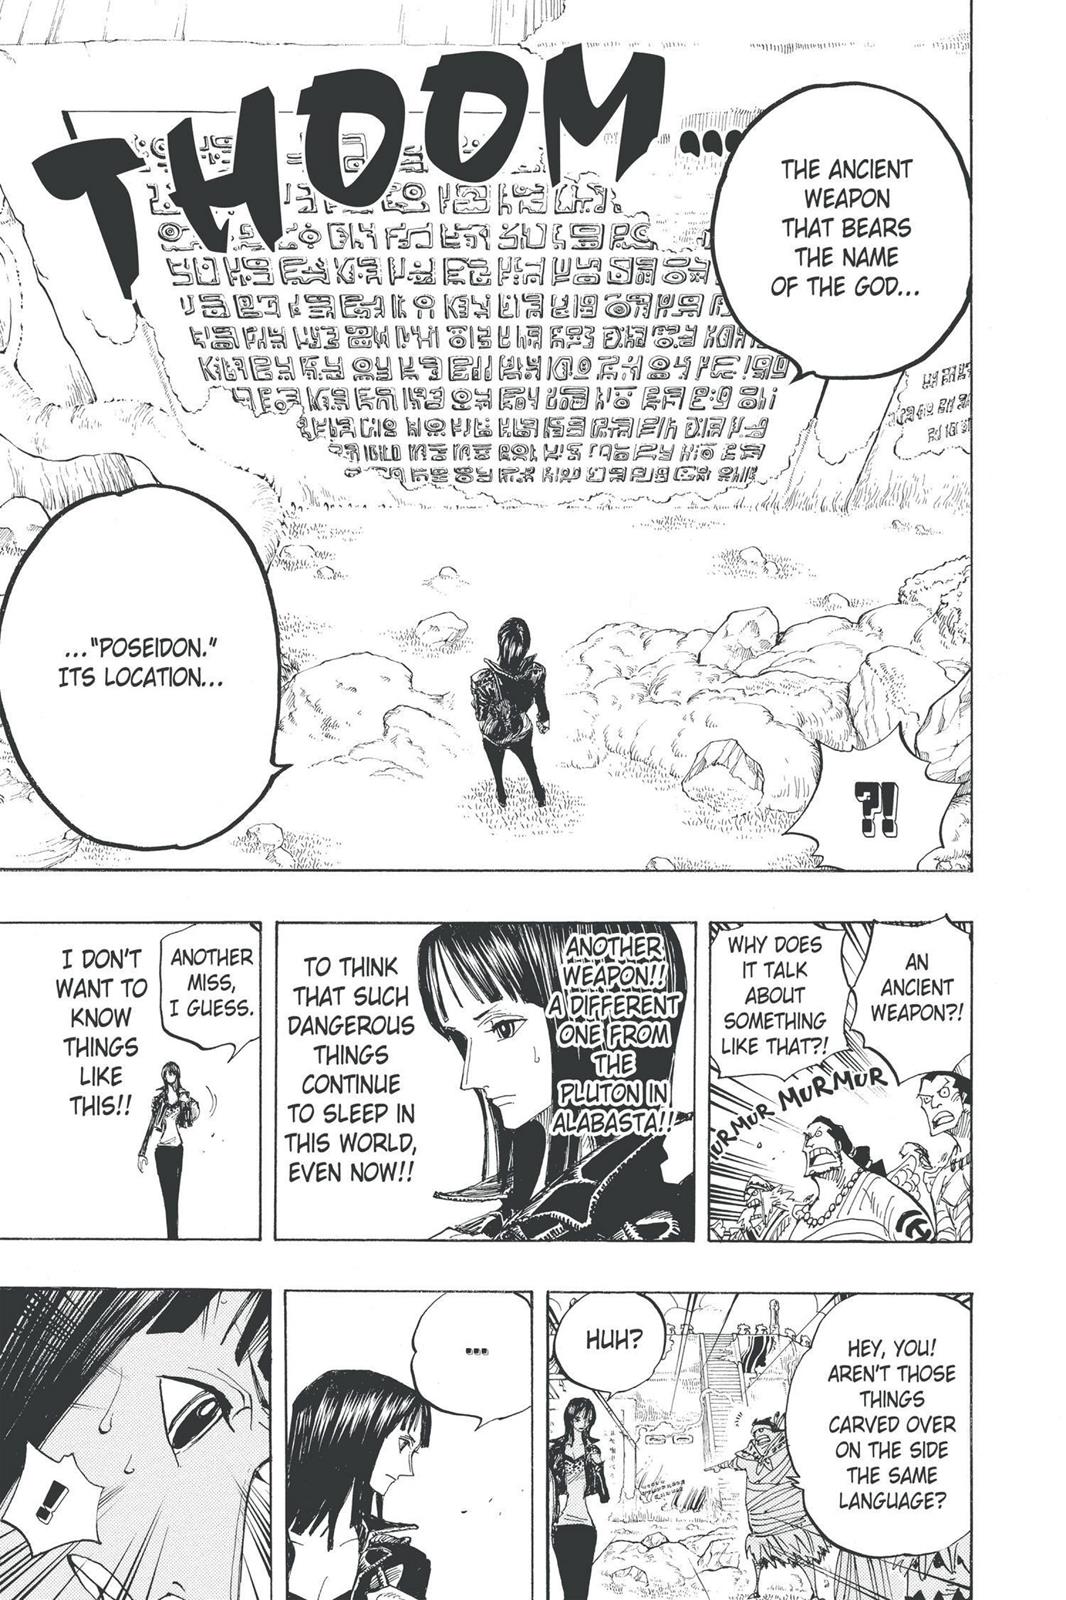 THOOM...
THE ANCIENT
WEAPON
THAT BEARS
THE NAME
OF THE GOD...
..."POSEIDON."
ITS LOCATION...
?!
AN
ANCIENT
WEAPON?!
WHY DOES
IT TALK
ABOUT
SOMETHING
LIKE THAT?!
MURMUR
MURMUR
ANOTHER
WEAPON!!
A DIFFERENT
ONE FROM
THE
PLUTON IN
ALABASTA!!
TO THINK
THAT SUCH
DANGEROUS
THINGS
CONTINUE
TO SLEEP IN
THIS WORLD,
EVEN NOW!!
ANOTHER
MISS,
I GUESS.
I DON'T
WANT TO
KNOW
THINGS
LIKE
THIS!!
HEY, YOU!
AREN'T THOSE
THINGS
CARVED OVER
ON THE SIDE
THE SAME
LANGUAGE?
HUH?
...
!!